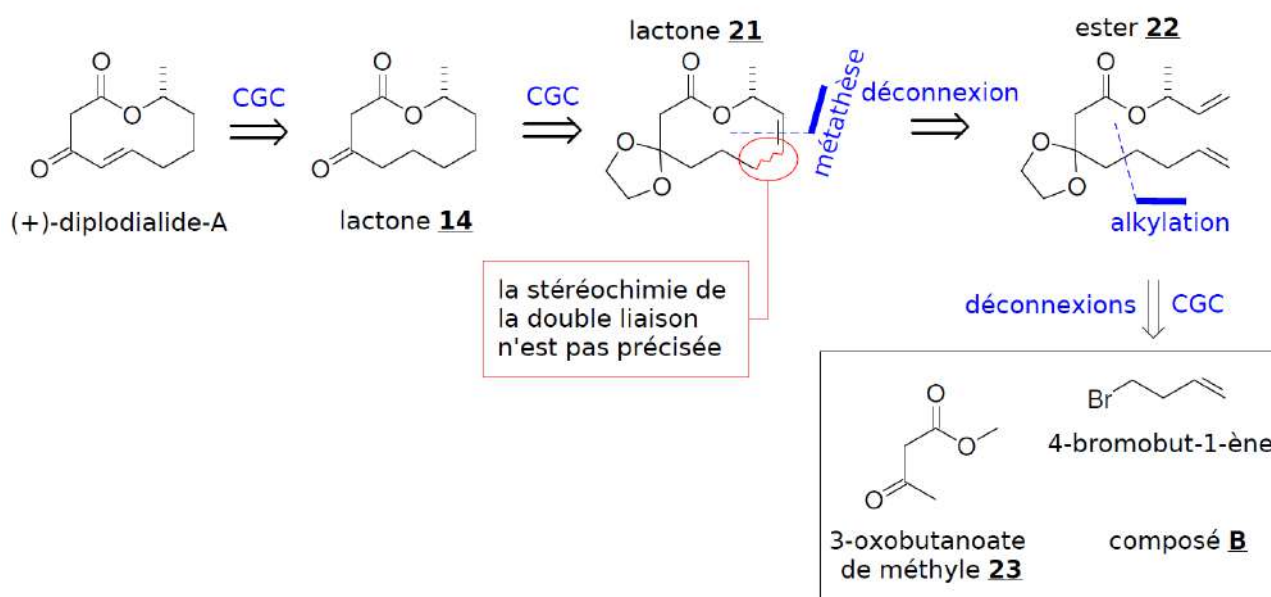 lactone 21
ester 22
CGC
CGC
métathèse
déconnexion
O
O
O
O
O
O
O
O
O
O
O
O
O
O
(+)-diplodialide-A
lactone 14
alkylation
la stéréochimie de
la double liaison
n'est pas précisée
déconnexions
CGC
O
O
O
Br
4-bromobut-1-ène
3-oxobutanoate
de méthyle 23
composé B